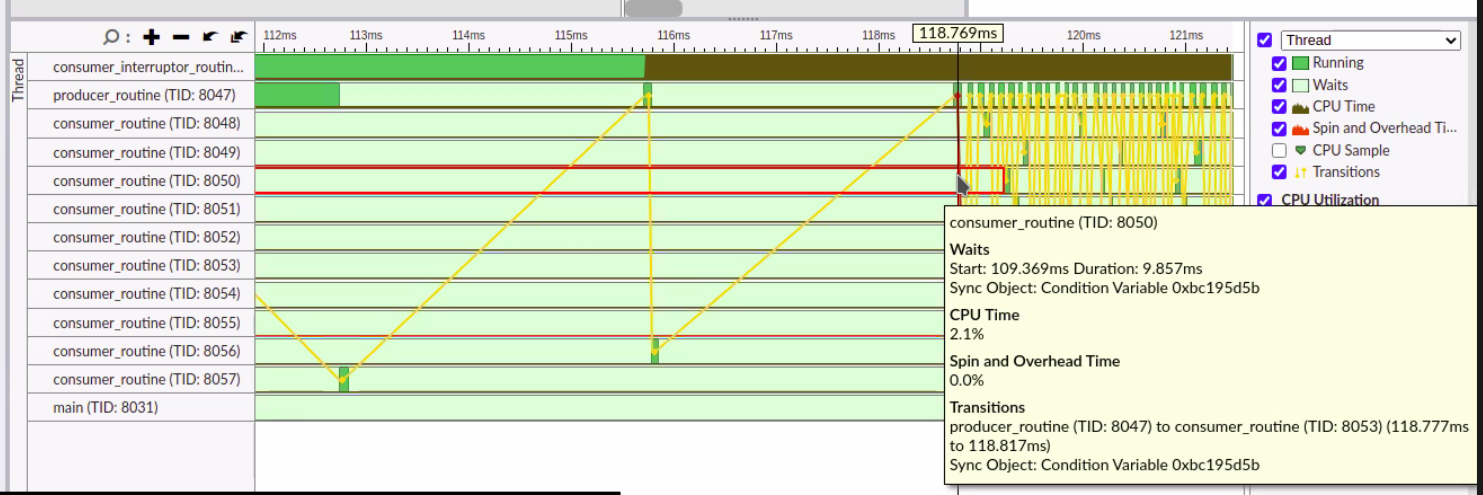 118.769ms
112ms 113ms 114ms 115ms 116ms 117ms 118ms 120ms 121ms
Thread
consumer_interruptor_routin...
producer_routine (TID: 8047)
consumer_routine (TID: 8048)
consumer_routine (TID: 8049)
consumer_routine (TID: 8050)
consumer_routine (TID: 8051)
consumer_routine (TID: 8052)
consumer_routine (TID: 8053)
consumer_routine (TID: 8054)
consumer_routine (TID: 8055)
consumer_routine (TID: 8056)
consumer_routine (TID: 8057)
main (TID: 8031)
Thread
Running
Waits
CPU Time
Spin and Overhead Ti...
CPU Sample
Transitions
CPU Utilization
consumer_routine (TID: 8050)
Waits
Start: 109.369ms Duration: 9.857ms
Sync Object: Condition Variable 0xbc195d5b
CPU Time
2.1%
Spin and Overhead Time
0.0%
Transitions
producer_routine (TID: 8047) to consumer_routine (TID: 8053) (118.777ms
to 118.817ms)
Sync Object: Condition Variable 0xbc195d5b